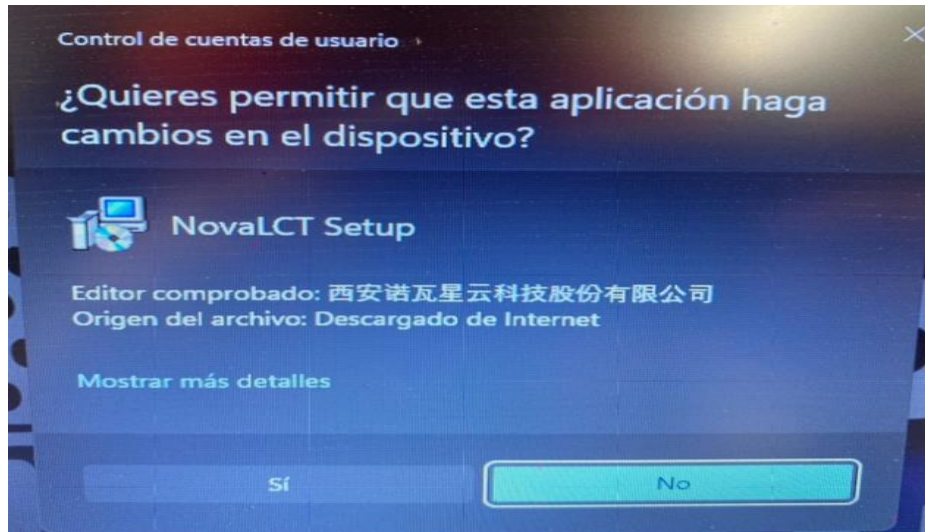 Control de cuentas de usuario
¿Quieres permitir que esta aplicación haga
cambios en el dispositivo?
NovaLCT Setup
Editor comprobado: 西安诺瓦星云科技股份有限公司
Origen del archivo: Descargado de Internet
Mostrar más detalles
Sí
No